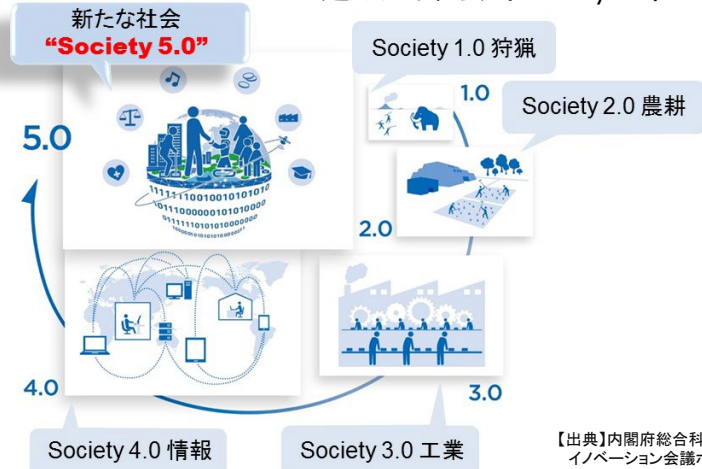 新たな社会
“Society 5.0”
Society 1.0 狩猟
1.0
Society 2.0 農耕
5.0
2.0
4.0
3.0
Society 4.0 情報
Society 3.0 工業
【出典】内閣府総合科
イノベーション会議